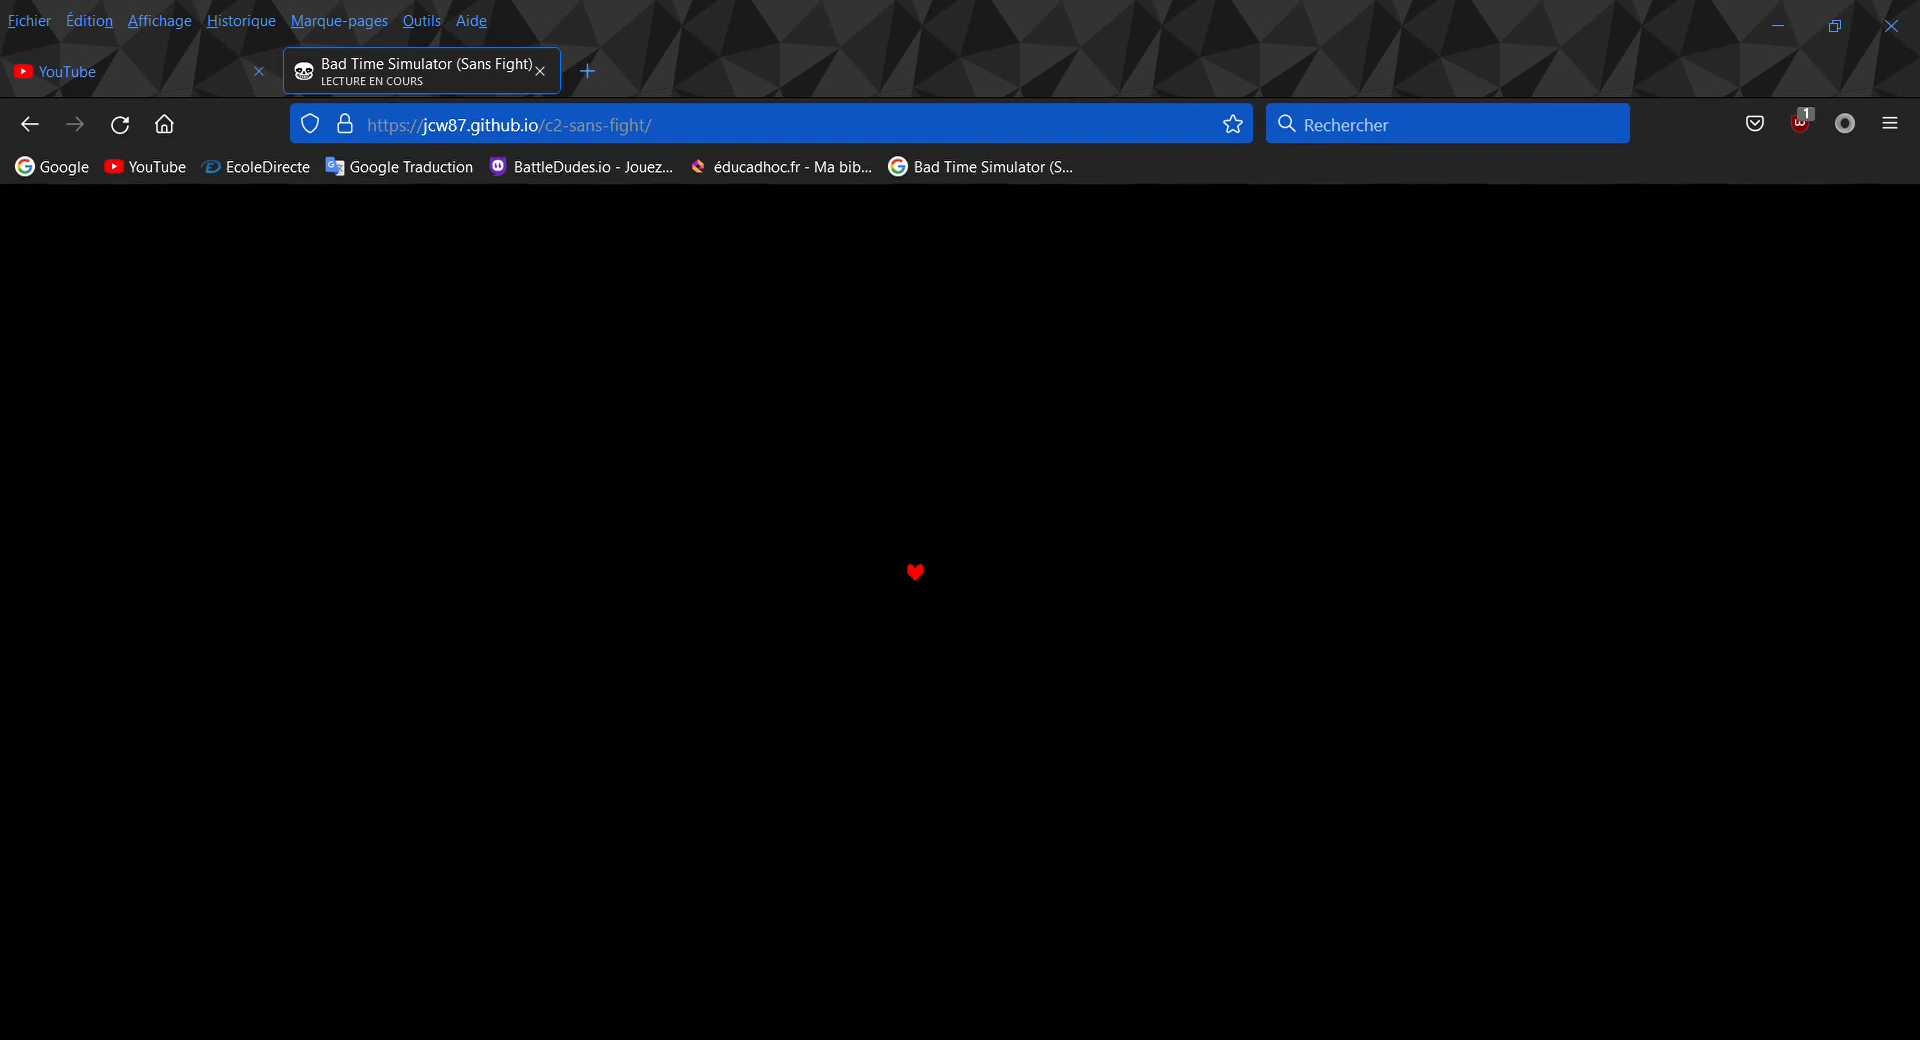 Fichier Édition Affichage Historique Marque-pages Outils Aide
YouTube
Bad Time Simulator (Sans Fight)
LECTURE EN COURS
https://jcw87.github.io/c2-sans-fight/
Rechercher
1
Google YouTube EcoleDirecte Google Traduction BattleDudes.io - Jouez... éducadhoc.fr - Ma bib... Bad Time Simulator (S...